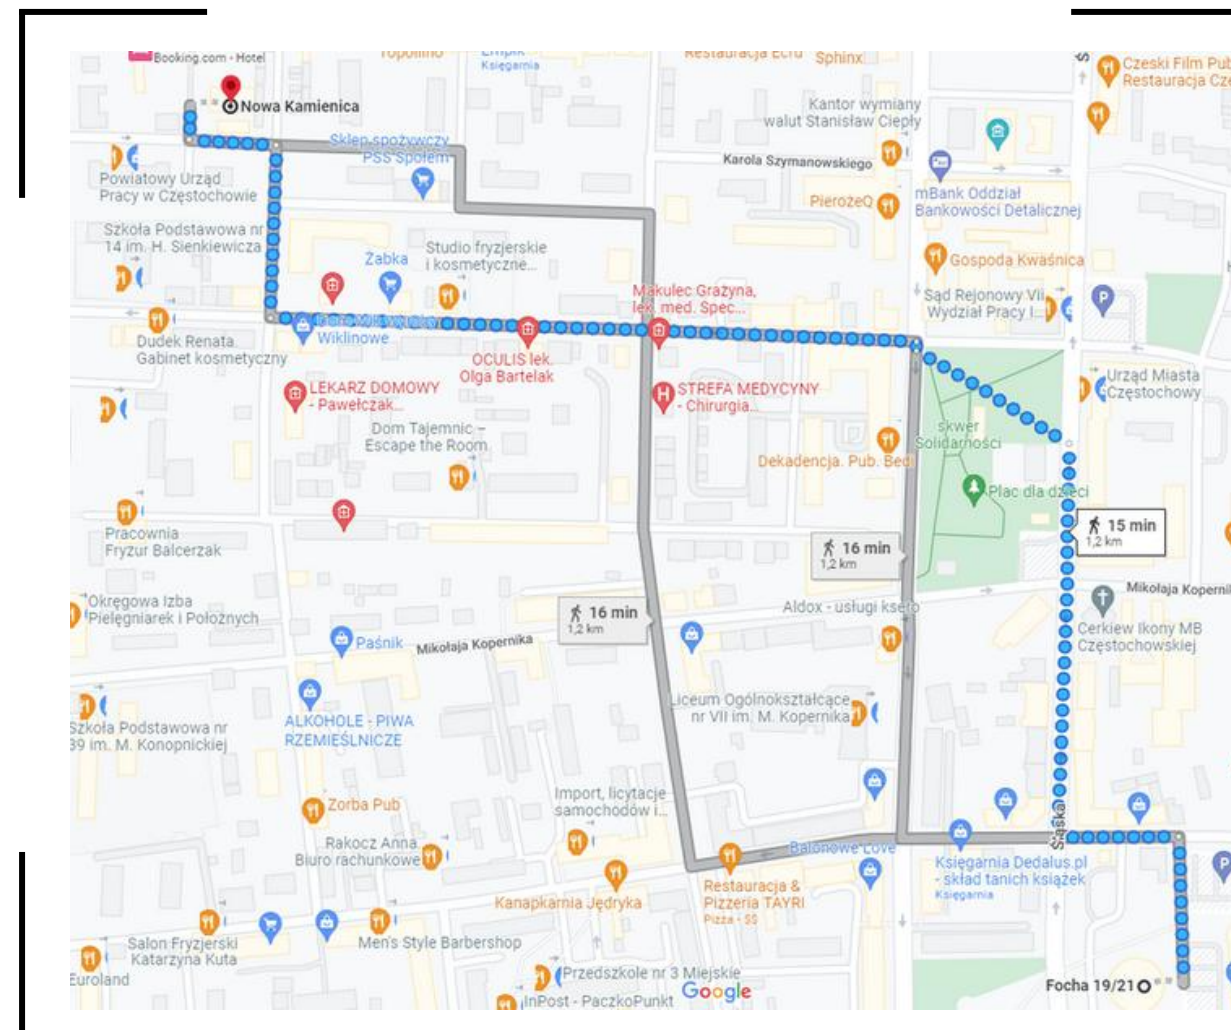 Booking.com - Hotel
Topolino
Empik
Księgarnia
Restauracja Ecru
Sphinx
Czeski Film Pub
Restauracja Cze
Nowa Kamienica
Kantor wymiany
walut Stanisław Ciepły
Sklep spożywczy
PSS Społem
Karola Szymanowskiego
Powiatowy Urząd
Pracy w Częstochowie
PierożeQ
mBank Oddział
Bankowości Detalicznej
Szkoła Podstawowa nr
14 im. H. Sienkiewicza
Żabka
Studio fryzjerskie
i kosmetyczne...
Gospoda Kwaśnica
Makulec Grażyna,
lek. med. Spec...
Sąd Rejonowy VII
Wydział Pracy i...
P
Dudek Renata.
Gabinet kosmetyczny
Wiklinowe
OCULIS lek.
Olga Bartelak
LEKARZ DOMOWY
- Pawełczak...
H
STREFA MEDYCYNY
- Chirurgia...
Urząd Miasta
Częstochowy
Dom Tajemnic –
Escape the Room
skwer
Solidarności
Dekadencja. Pub. Bedi
Plac dla dzieci
Pracownia
Fryzur Balcerzak
16 min
1,2 km
15 min
1,2 km
Okręgowa Izba
Pielęgniarek i Położnych
16 min
1,2 km
Aldox - usługi ksero
Mikołaja Koperni
Paśnik
Mikołaja Kopernika
Cerkiew Ikony MB
Częstochowskiej
Szkoła Podstawowa nr
39 im. M. Konopnickiej
ALKOHOLE - PIWA
RZEMIEŚLNICZE
Liceum Ogólnokształcące
nr VII im. M. Kopernika
Zorba Pub
Import, licytacje
samochodów i...
Śląska
Rakocz Anna.
Biuro rachunkowe
Balonowe Love
Księgarnia Dedalus.pl
- skład tanich książek
Księgarnia
P
Kanapkarnia Jędryka
Restauracja &
Pizzeria TAYRI
Pizza - $$
Salon Fryzjerski
Katarzyna Kuta
Men's Style Barbershop
Euroland
Przedszkole nr 3 Miejskie
Google
InPost - PaczkoPunkt
Focha 19/21